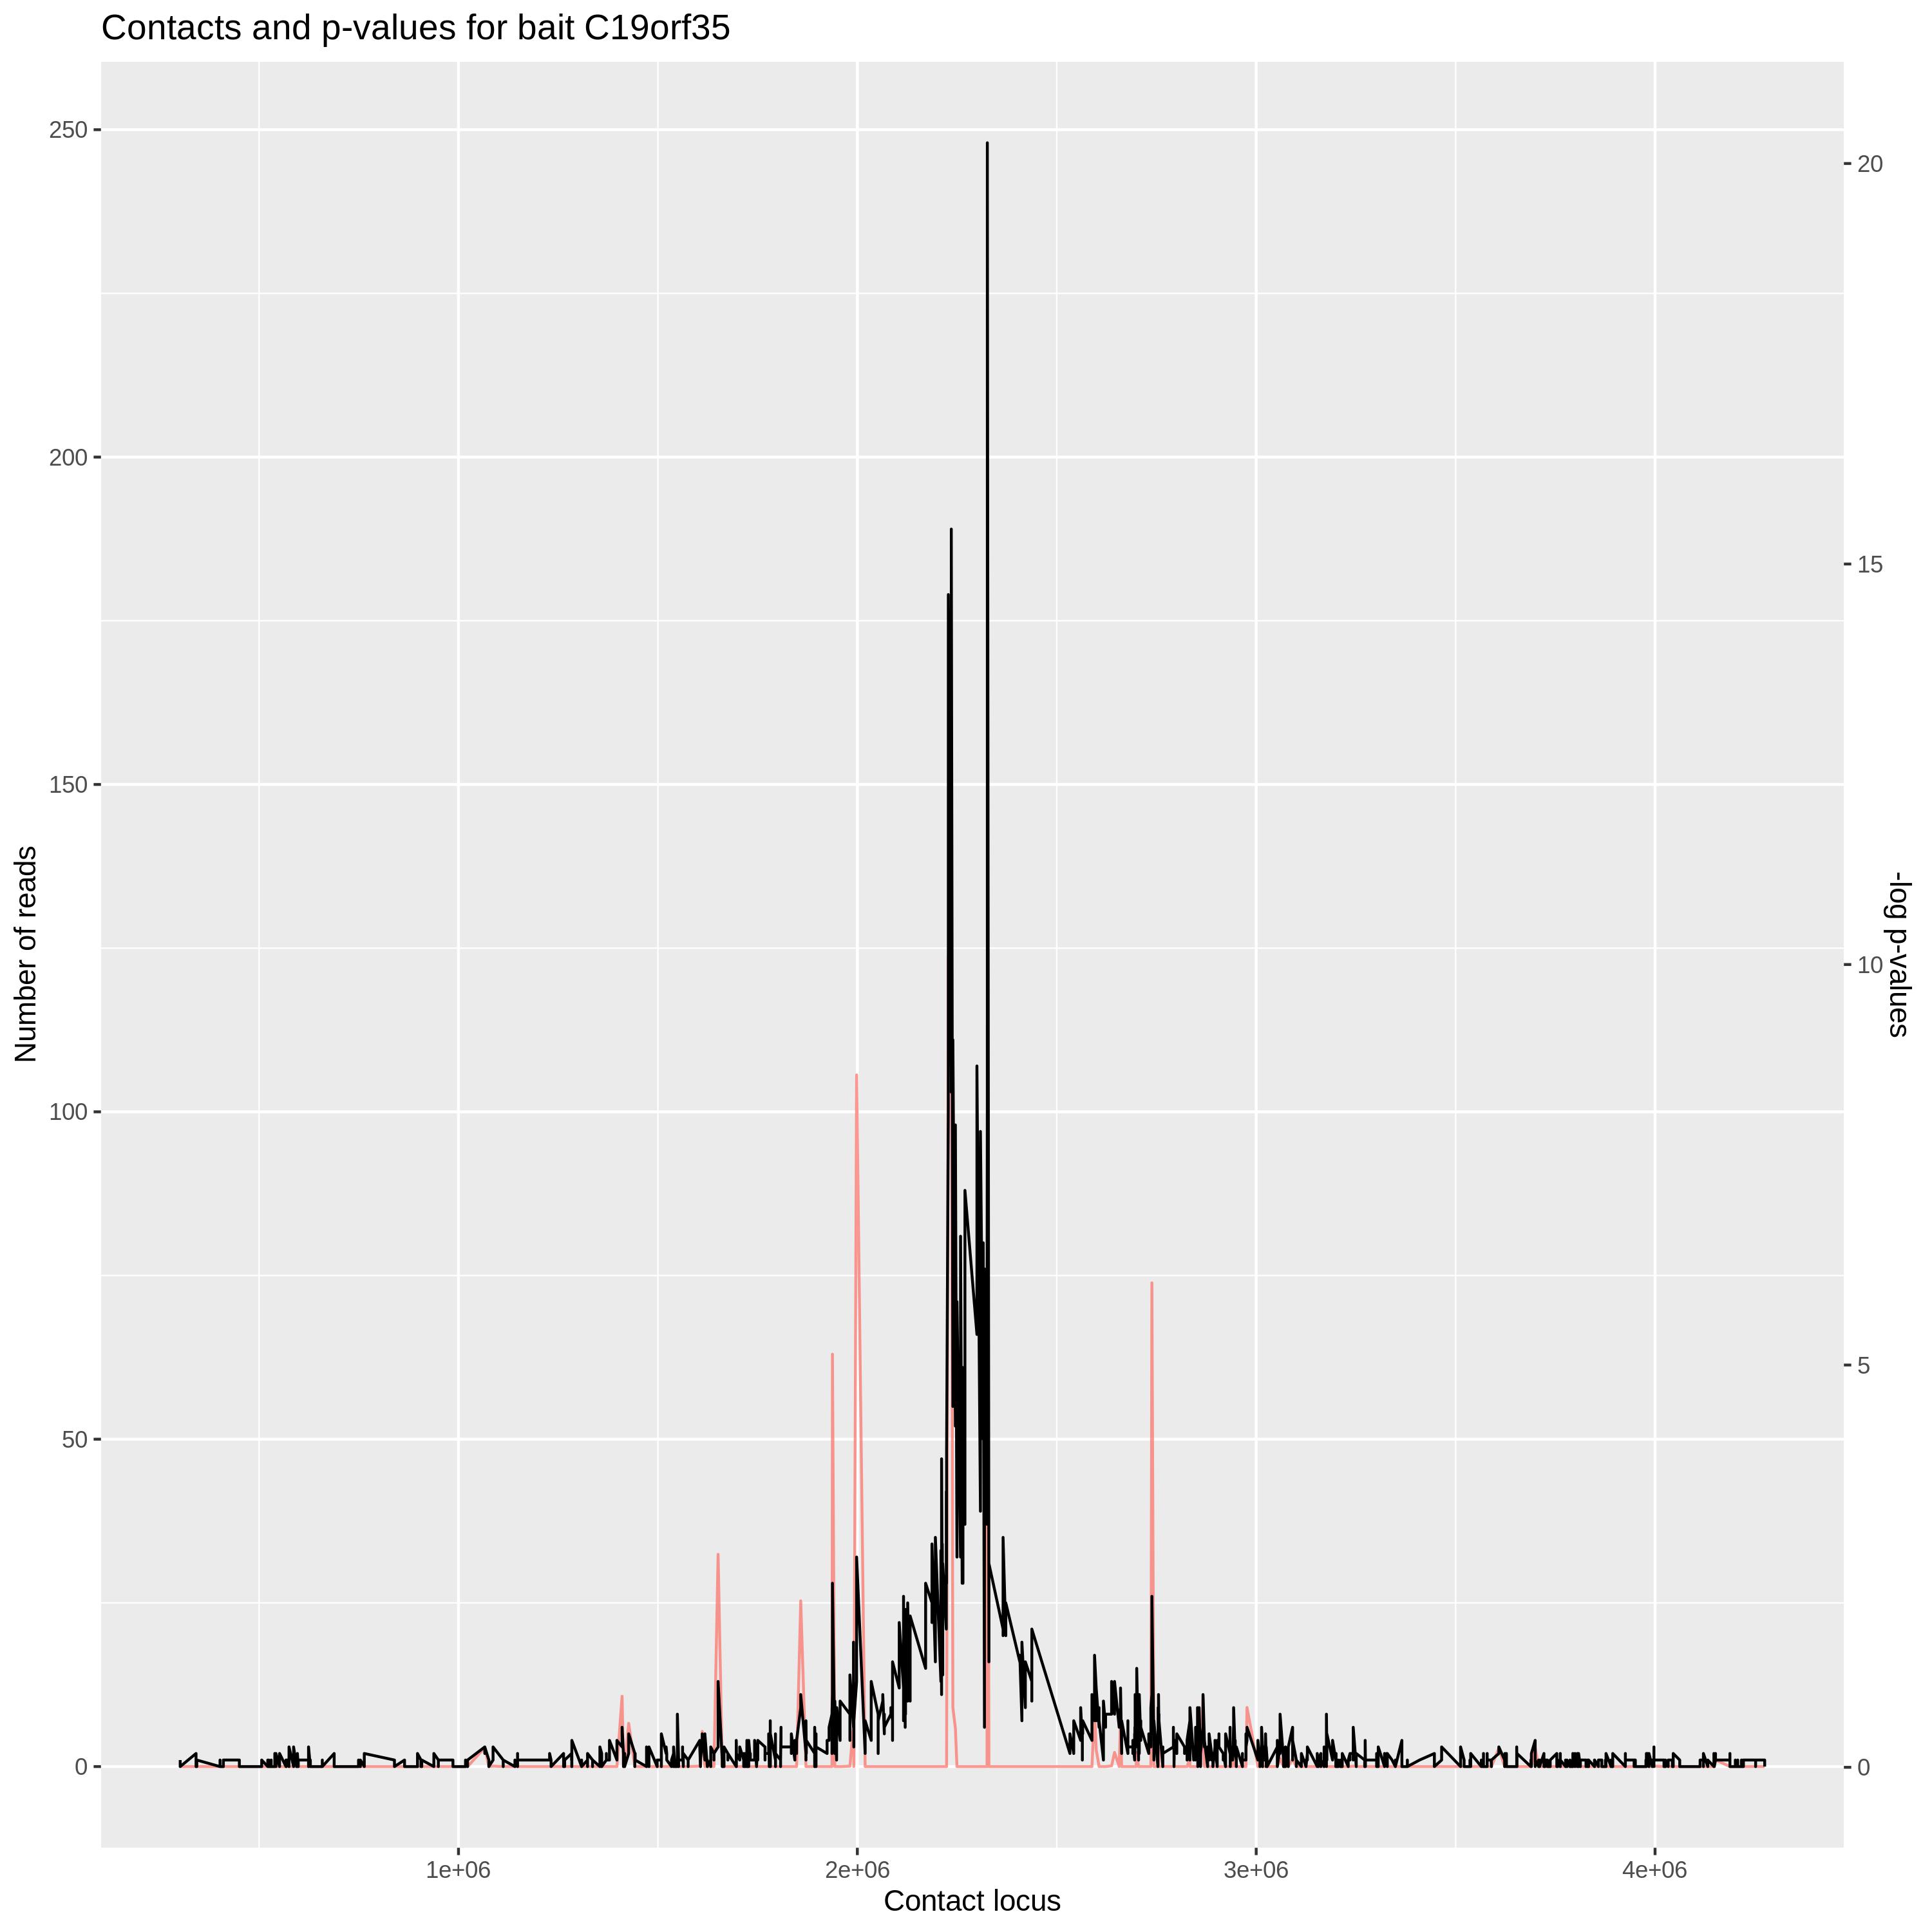 Contacts and p-values for bait C19orf35
250
200
150
100
50
0
20
15
10
5
0
Number of reads
-log p-values
1e+06
2e+06
3e+06
4e+06
Contact locus